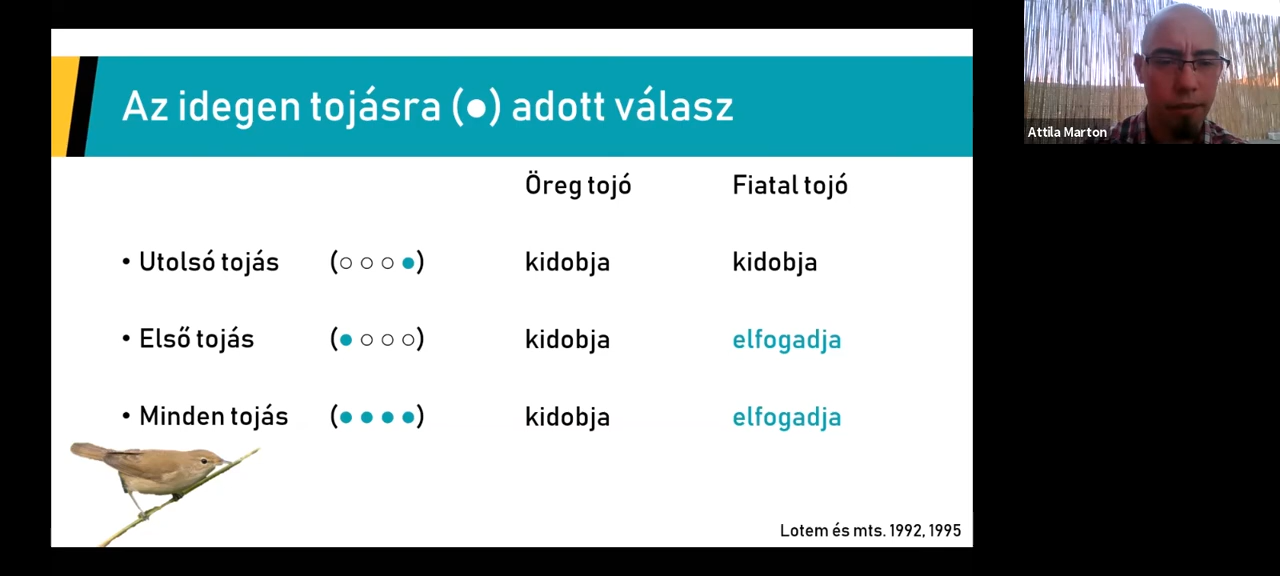 Az idegen tojásra (●) adott válasz
Attila Marton
Öreg tojó Fiatal tojó
• Utolsó tojás (○ ○ ○ ●) kidobja kidobja
• Első tojás (● ○ ○ ○) kidobja elfogadja
• Minden tojás (● ● ● ●) kidobja elfogadja
Lotem és mts. 1992, 1995